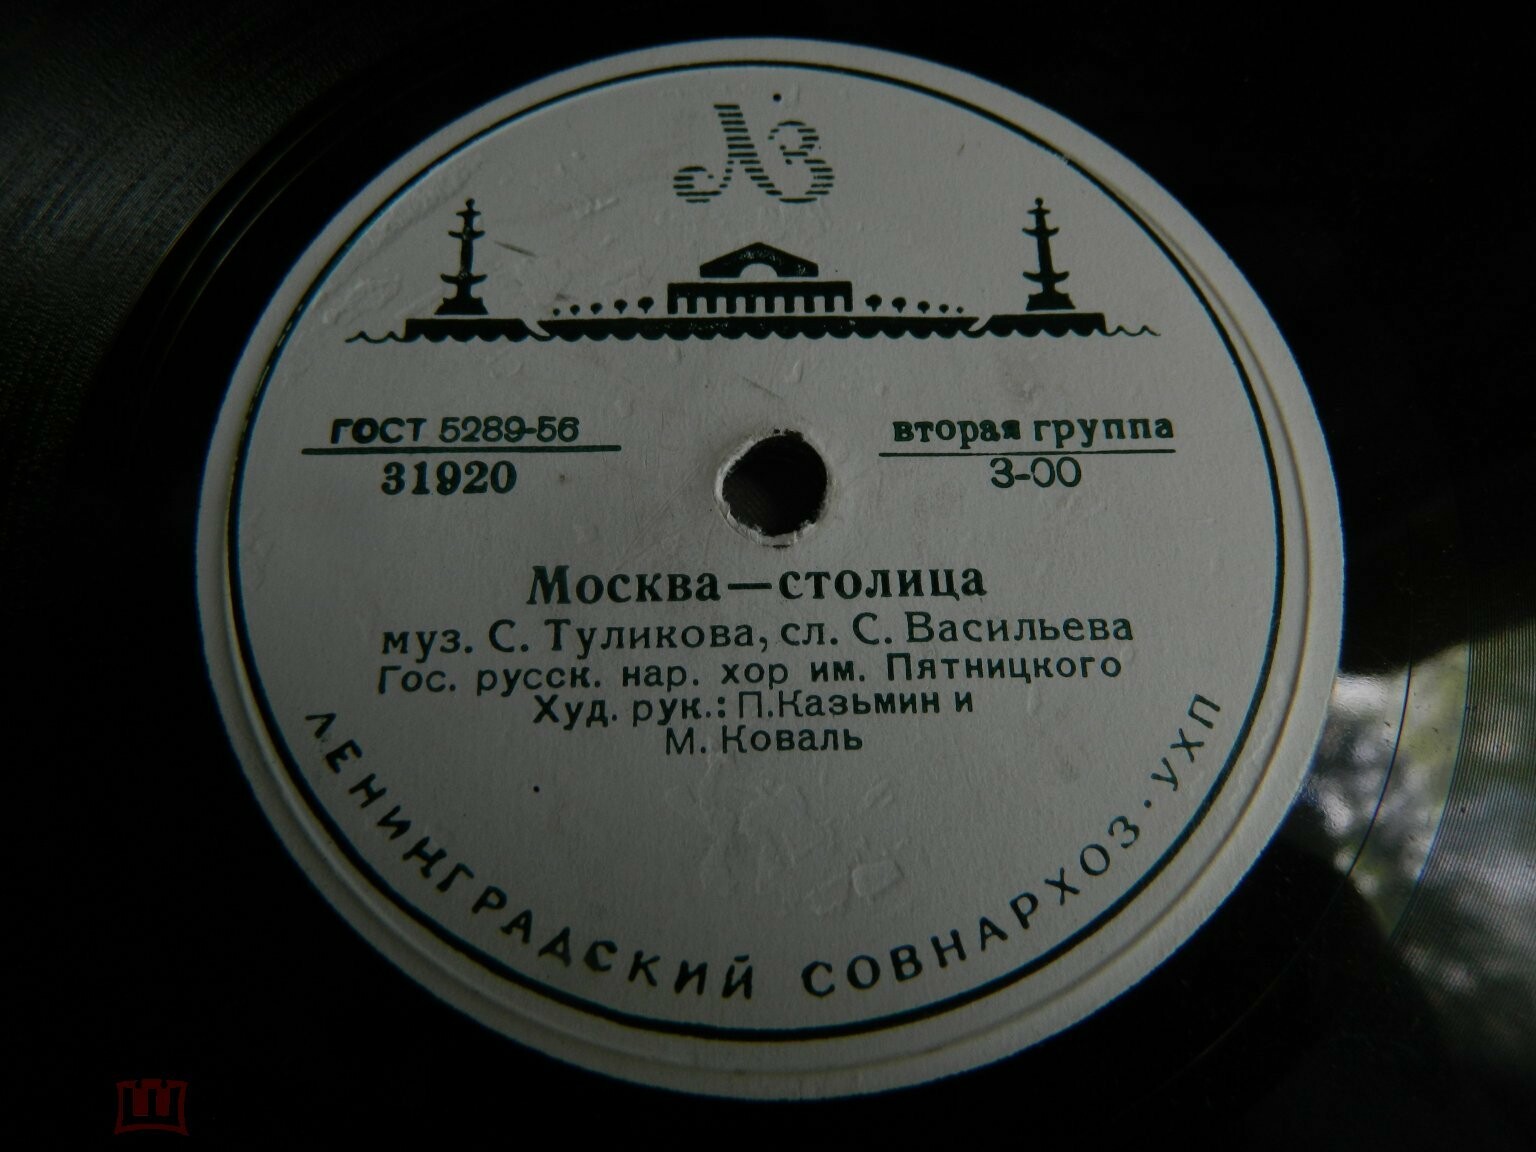 ЛЗ
ГОСТ 5289-56
31920
вторая группа
3-00
Москва — столица
муз. С. Туликова, сл. С. Васильева
Гос. русск. нар. хор им. Пятницкого
Худ. рук.: П.Казьмин и
М. Коваль
ЛЕНИНГРАДСКИЙ СОВНАРХОЗ · УХП